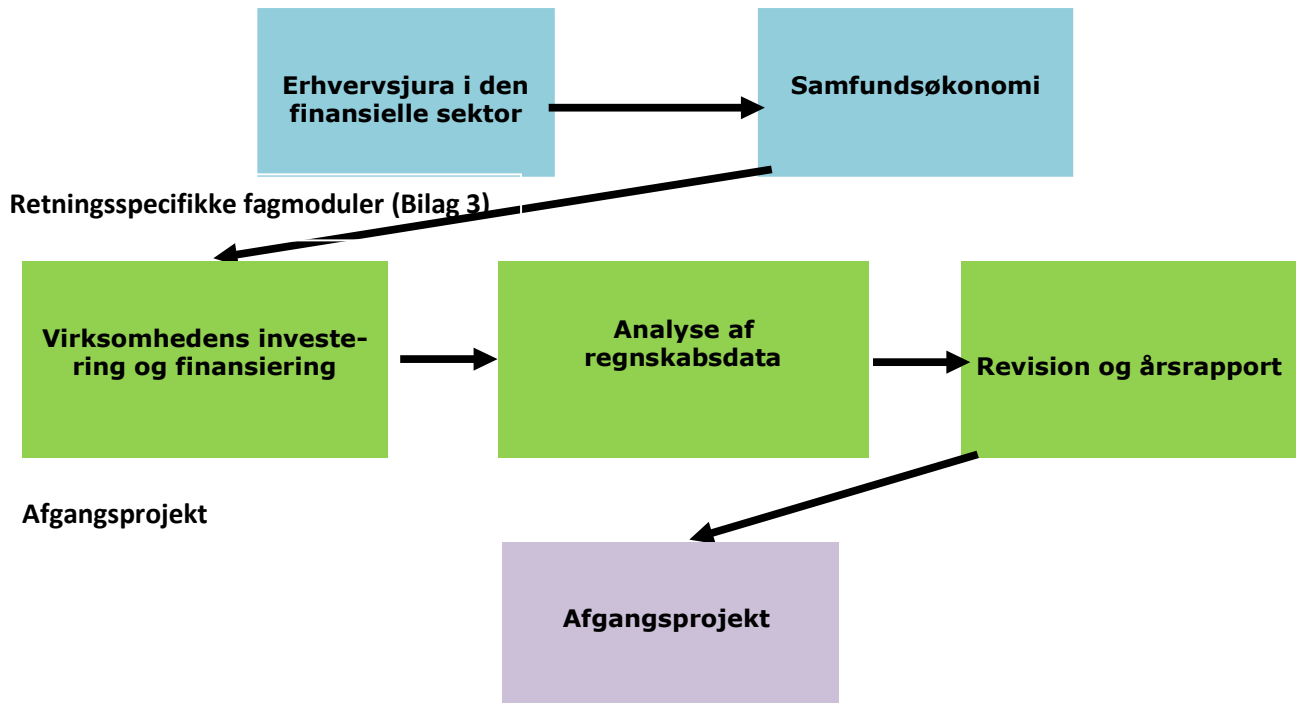 Erhvervsjura i den
finansielle sektor
Samfundsøkonomi
Retningsspecifikke fagmoduler (Bilag 3)
Virksomhedens investe-
ring og finansiering
Analyse af
regnskabsdata
Revision og årsrapport
Afgangsprojekt
Afgangsprojekt